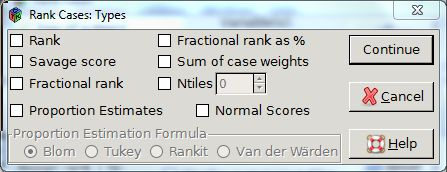 Rank Cases: Types
Rank
Fractional rank as %
Continue
Savage score
Sum of case weights
Fractional rank
Ntiles 0
Cancel
Proportion Estimates
Normal Scores
Proportion Estimation Formula
Blom Tukey Rankit Van der Wärden
Help